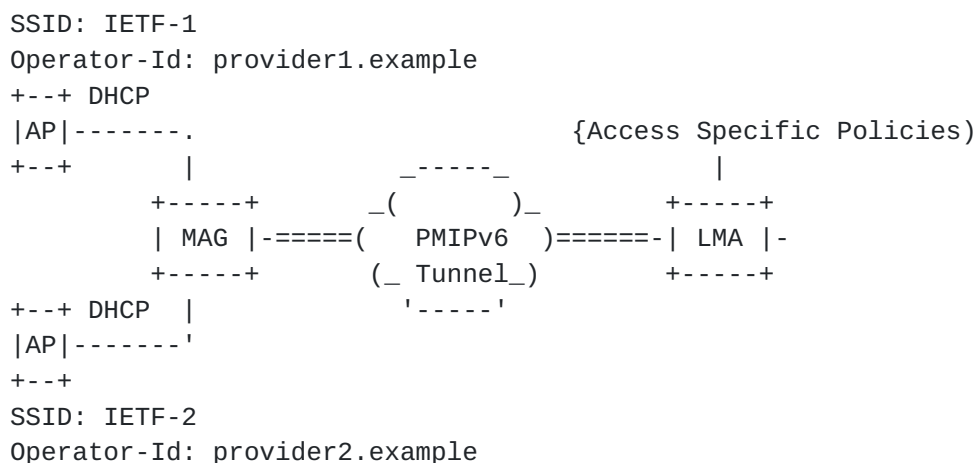 SSID: IETF-1
Operator-Id: provider1.example
+--+ DHCP
|AP|-------.                      {Access Specific Policies)
+--+       |            _-----_            |
         +-----+      _(       )_        +-----+
         | MAG |-=====(   PMIPv6  )======-| LMA |-
         +-----+      (_ Tunnel_)        +-----+
+--+ DHCP  |            '-----'
|AP|-------'
+--+
SSID: IETF-2
Operator-Id: provider2.example